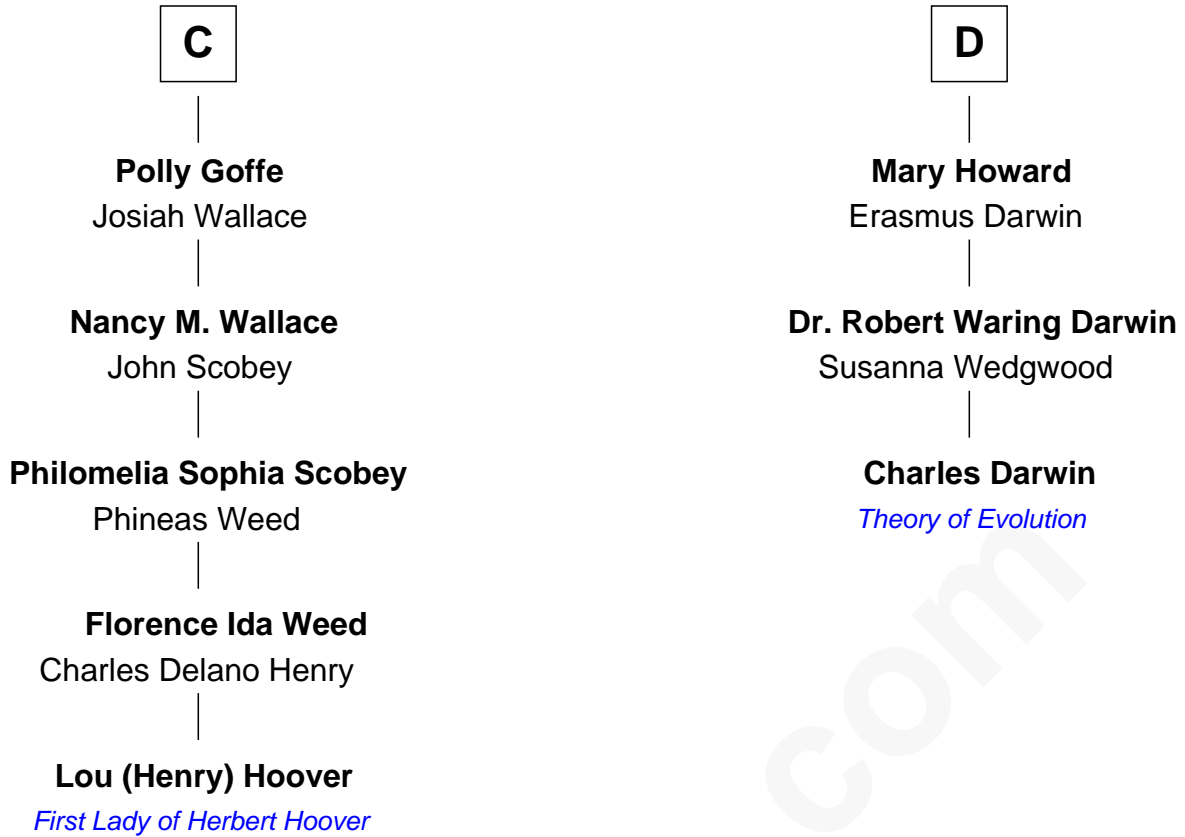 C
Polly Goffe
Josiah Wallace
Nancy M. Wallace
John Scobey
Philomelia Sophia Scobey
Phineas Weed
Florence Ida Weed
Charles Delano Henry
Lou (Henry) Hoover
First Lady of Herbert Hoover
D
Mary Howard
Erasmus Darwin
Dr. Robert Waring Darwin
Susanna Wedgwood
Charles Darwin
Theory of Evolution
com